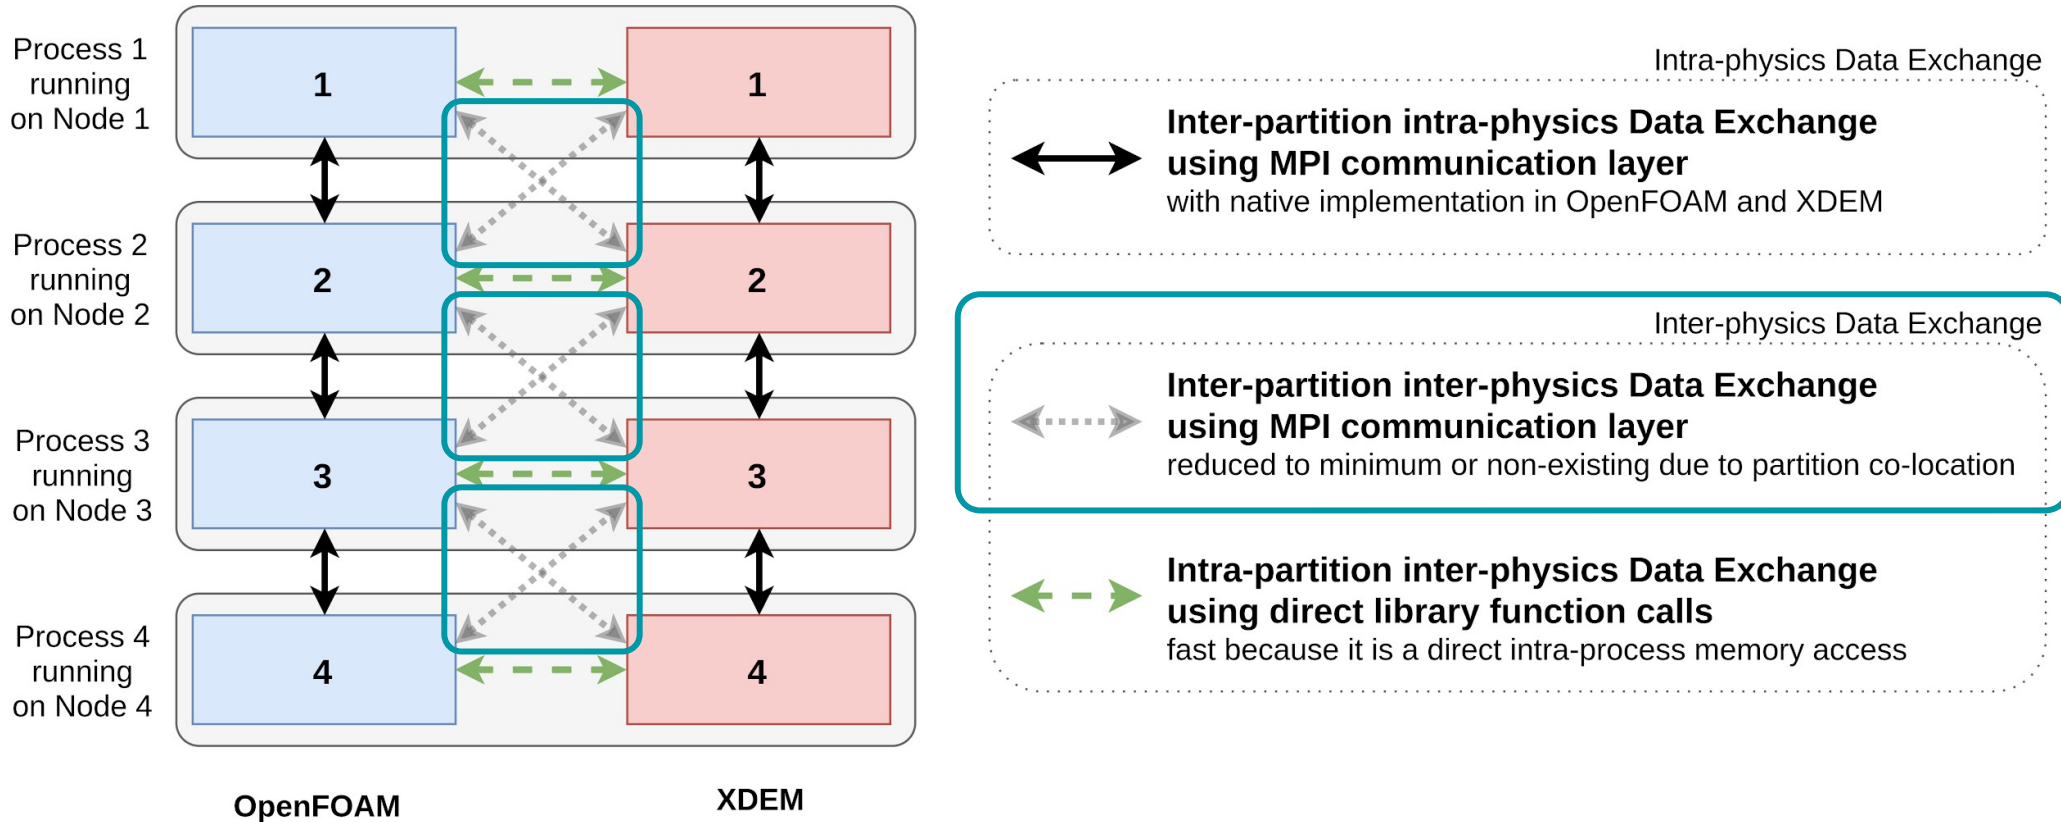 Process 1
running
on Node 1
1
1
Process 2
running
on Node 2
2
2
Process 3
running
on Node 3
3
3
Process 4
running
on Node 4
4
4
OpenFOAM
XDEM
Intra-physics Data Exchange
Inter-partition intra-physics Data Exchange
using MPI communication layer
with native implementation in OpenFOAM and XDEM
Inter-physics Data Exchange
Inter-partition inter-physics Data Exchange
using MPI communication layer
reduced to minimum or non-existing due to partition co-location
Intra-partition inter-physics Data Exchange
using direct library function calls
fast because it is a direct intra-process memory access